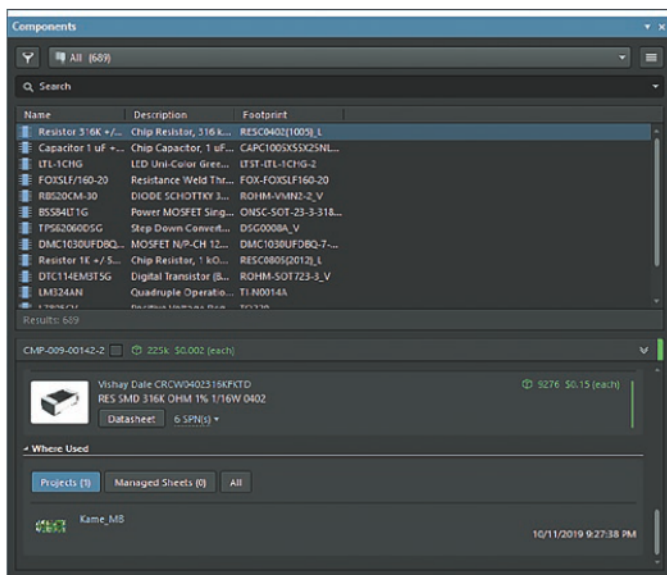 Components
All (689)
Search
Name Description Footprint
Resistor 316K +/... Chip Resistor, 316 k... RESC0402(1005)_L
Capacitor 1 uF +... Chip Capacitor, 1 uF... CAPC1005X55X25NL...
LTL-1CHG LED Uni-Color Gree... LTST-LTL-1CHG-2
FOXSLF/160-20 Resistance Weld Thr... FOX-FOXSLF160-20
RB520CM-30 DIODE SCHOTTKY 3... ROHM-VMN2-2_V
BSS84LT1G Power MOSFET Sing... ONSC-SOT-23-3-318...
TPS62060DSG Step Down Convert... DSG0008A_V
DMC1030UFDBQ... MOSFET N/P-CH 12... DMC1030UFDBQ-7-...
Resistor 1K +/ 5... Chip Resistor, 1 kO... RESC0805(2012)_L
DTC114EM3T5G Digital Transistor (B... ROHM-SOT723-3_V
LM324AN Quadruple Operatio... TI-N0014A
Results: 689
CMP-009-00142-2 225k $0.002 (each)
Vishay Dale CRCW0402316KFKTD 9276 $0.15 (each)
RES SMD 316K OHM 1% 1/16W 0402
Datasheet 6 SPN(s)
Where Used
Projects (1) Managed Sheets (0) All
Kame_MB
10/11/2019 9:27:38 PM